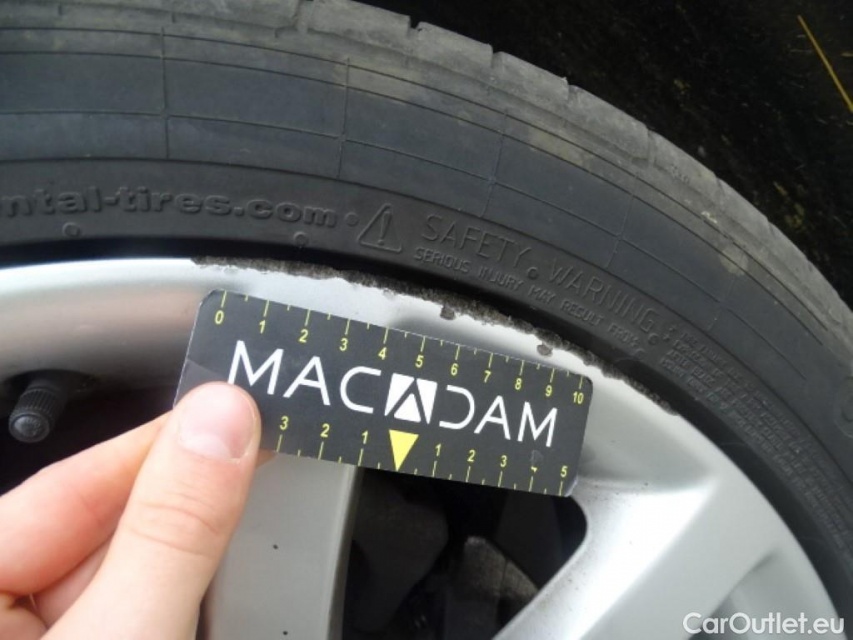 ntal-tires.com
SAFETY WARNING
SERIOUS INJURY MAY RESULT FROM
0 1 2 3 4 5 6 7 8 9 10
MACADAM
3 2 1 1 2 3 4 5
CarOutlet.eu